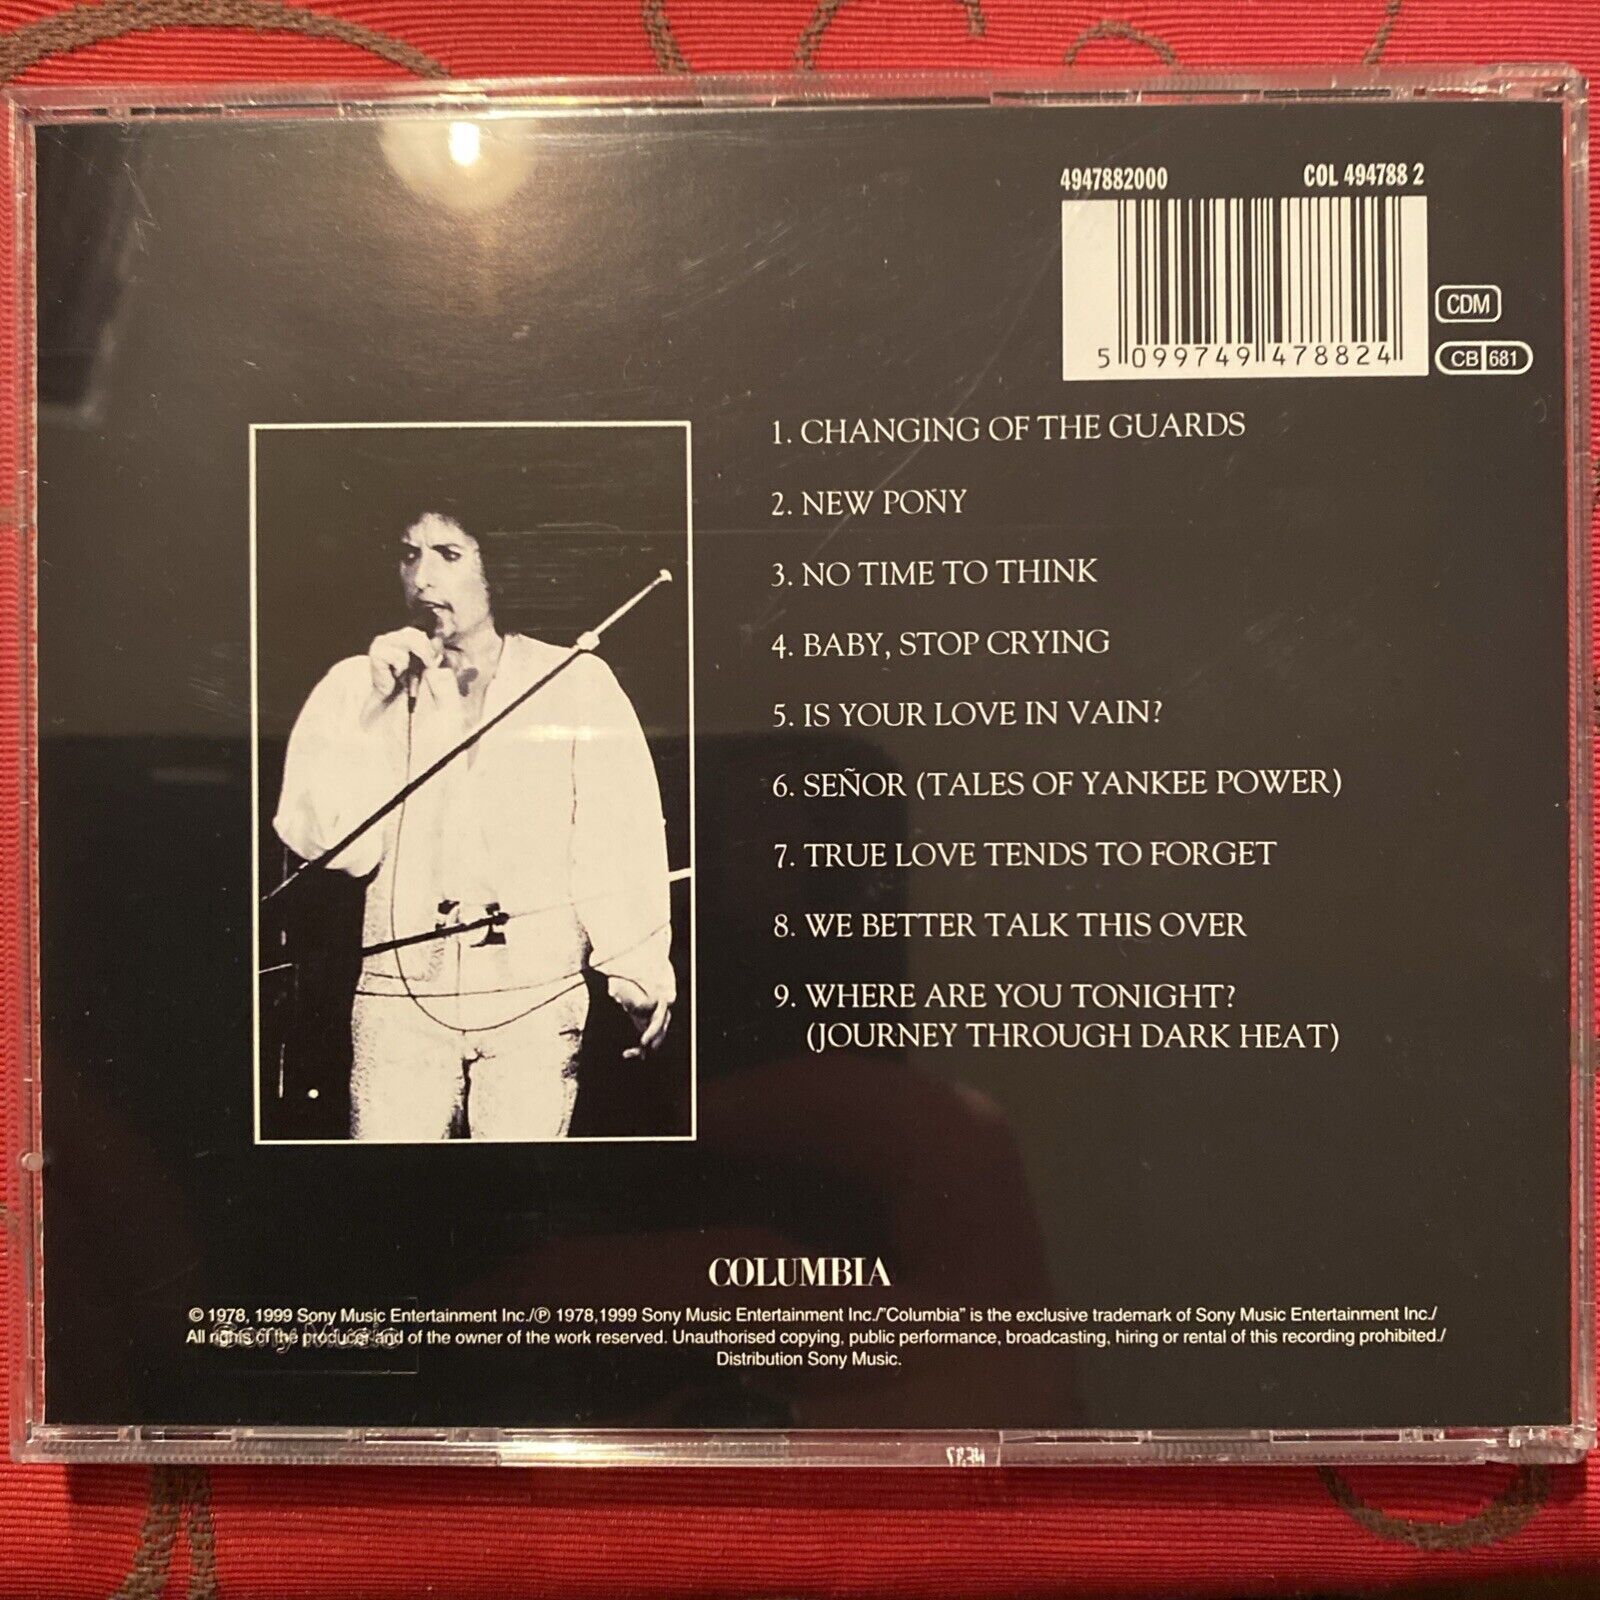 4947882000 COL 494788 2
5 099749 478824
CDM
CB 681
1. CHANGING OF THE GUARDS
2. NEW POÑY
3. NO TIME TO THINK
4. BABY, STOP CRYING
5. IS YOUR LOVE IN VAIN?
6. SEÑOR (TALES OF YANKEE POWER)
7. TRUE LOVE TENDS TO FORGET
8. WE BETTER TALK THIS OVER
9. WHERE ARE YOU TONIGHT?
(JOURNEY THROUGH DARK HEAT)
COLUMBIA
© 1978, 1999 Sony Music Entertainment Inc./℗ 1978,1999 Sony Music Entertainment Inc./"Columbia" is the exclusive trademark of Sony Music Entertainment Inc./
All rights of the producer and of the owner of the work reserved. Unauthorised copying, public performance, broadcasting, hiring or rental of this recording prohibited./
Distribution Sony Music.
Sony Music